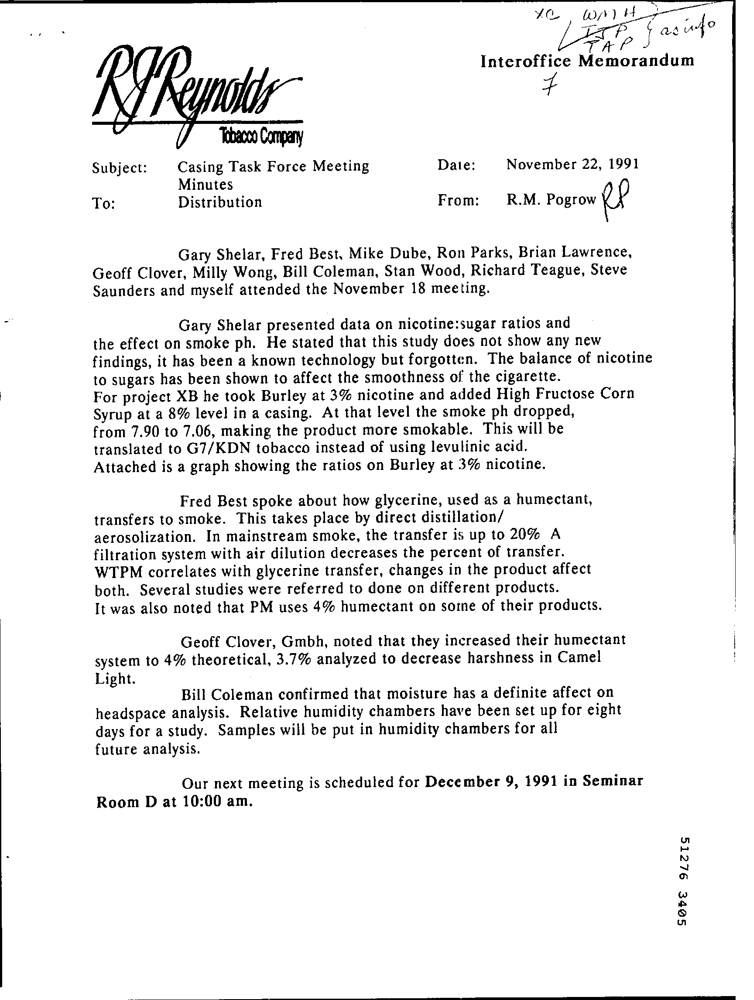 XC, WMH
IJP
TAP } as info
RJReynolds
Tobacco Company
Interoffice Memorandum
Subject: Casing Task Force Meeting Minutes
Date: November 22, 1991
To: Distribution
From: R.M. Pogrow RP
Gary Shelar, Fred Best, Mike Dube, Ron Parks, Brian Lawrence,
Geoff Clover, Milly Wong, Bill Coleman, Stan Wood, Richard Teague, Steve
Saunders and myself attended the November 18 meeting.
Gary Shelar presented data on nicotine:sugar ratios and
the effect on smoke ph. He stated that this study does not show any new
findings, it has been a known technology but forgotten. The balance of nicotine
to sugars has been shown to affect the smoothness of the cigarette.
For project XB he took Burley at 3% nicotine and added High Fructose Corn
Syrup at a 8% level in a casing. At that level the smoke ph dropped,
from 7.90 to 7.06, making the product more smokable. This will be
translated to G7/KDN tobacco instead of using levulinic acid.
Attached is a graph showing the ratios on Burley at 3% nicotine.
Fred Best spoke about how glycerine, used as a humectant,
transfers to smoke. This takes place by direct distillation/
aerosolization. In mainstream smoke, the transfer is up to 20% A
filtration system with air dilution decreases the percent of transfer.
WTPM correlates with glycerine transfer, changes in the product affect
both. Several studies were referred to done on different products.
It was also noted that PM uses 4% humectant on some of their products.
Geoff Clover, Gmbh, noted that they increased their humectant
system to 4% theoretical, 3.7% analyzed to decrease harshness in Camel
Light.
Bill Coleman confirmed that moisture has a definite affect on
headspace analysis. Relative humidity chambers have been set up for eight
days for a study. Samples will be put in humidity chambers for all
future analysis.
Our next meeting is scheduled for December 9, 1991 in Seminar
Room D at 10:00 am.
51276 3405